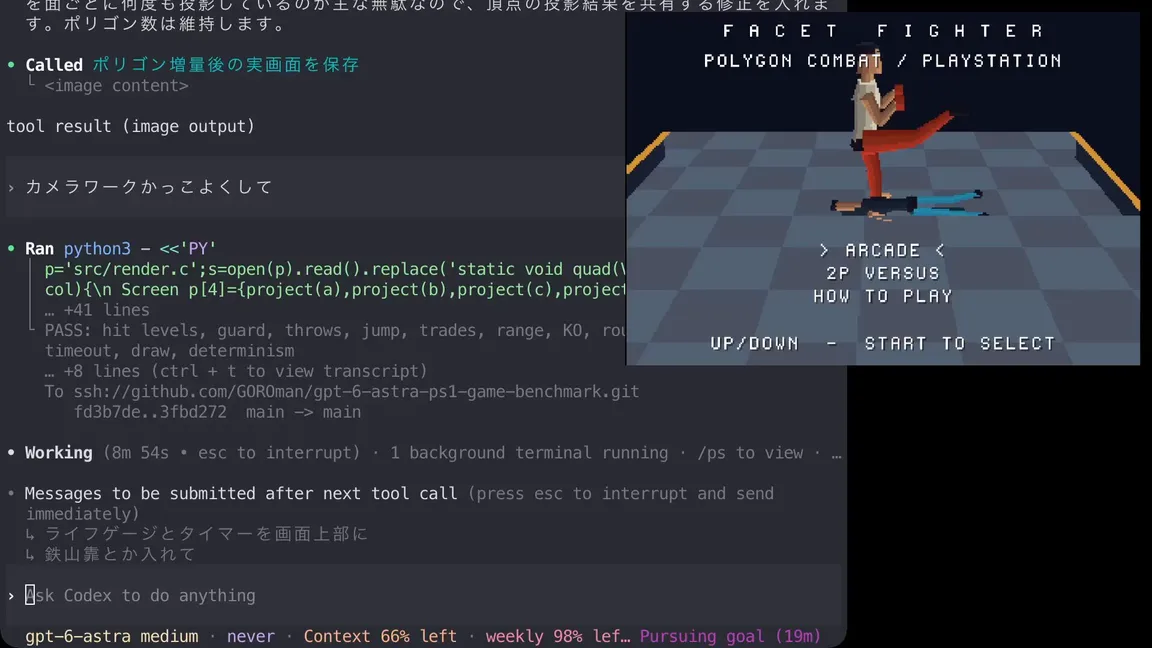 を面ごとに何度も投影しているのが主な無駄なので、頂点の投影結果を共有する修正を入れま
す。ポリゴン数は維持します。
• Called ポリゴン増量後の実画面を保存
└ <image content>
tool result (image output)
› カメラワークかっこよくして
• Ran python3 - <<'PY'
p='src/render.c';s=open(p).read().replace('static void quad(\
col){\n Screen p[4]={project(a),project(b),project(c),project
… +41 lines
└ PASS: hit levels, guard, throws, jump, trades, range, KO, rou
timeout, draw, determinism
… +8 lines (ctrl + t to view transcript)
To ssh://github.com/GOROman/gpt-6-astra-ps1-game-benchmark.git
fd3b7de..3fbd272 main -> main
• Working (8m 54s • esc to interrupt) · 1 background terminal running · /ps to view · …
• Messages to be submitted after next tool call (press esc to interrupt and send
immediately)
↳ ライフゲージとタイマーを画面上部に
↳ 鉄山靠とか入れて
› Ask Codex to do anything
gpt-6-astra medium · never · Context 66% left · weekly 98% lef… Pursuing goal (19m)
FACET FIGHTER
POLYGON COMBAT / PLAYSTATION
> ARCADE <
2P VERSUS
HOW TO PLAY
UP/DOWN - START TO SELECT